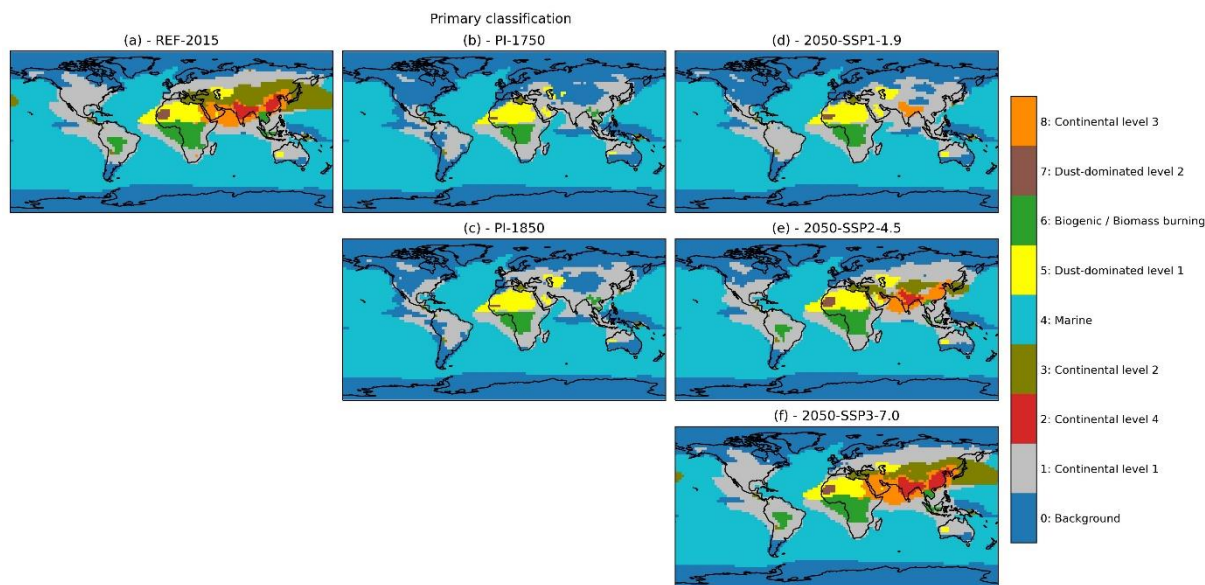 Primary classification
(a) - REF-2015
(b) - PI-1750
(d) - 2050-SSP1-1.9
(c) - PI-1850
(e) - 2050-SSP2-4.5
(f) - 2050-SSP3-7.0
8: Continental level 3
7: Dust-dominated level 2
6: Biogenic / Biomass burning
5: Dust-dominated level 1
4: Marine
3: Continental level 2
2: Continental level 4
1: Continental level 1
0: Background